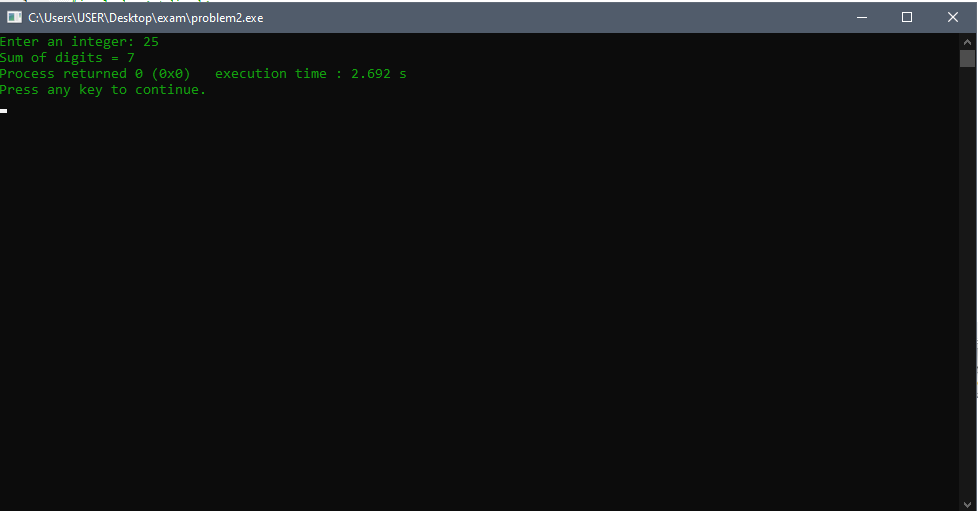 C:\Users\USER\Desktop\exam\problem2.exe
Enter an integer: 25
Sum of digits = 7
Process returned 0 (0x0)   execution time : 2.692 s
Press any key to continue.